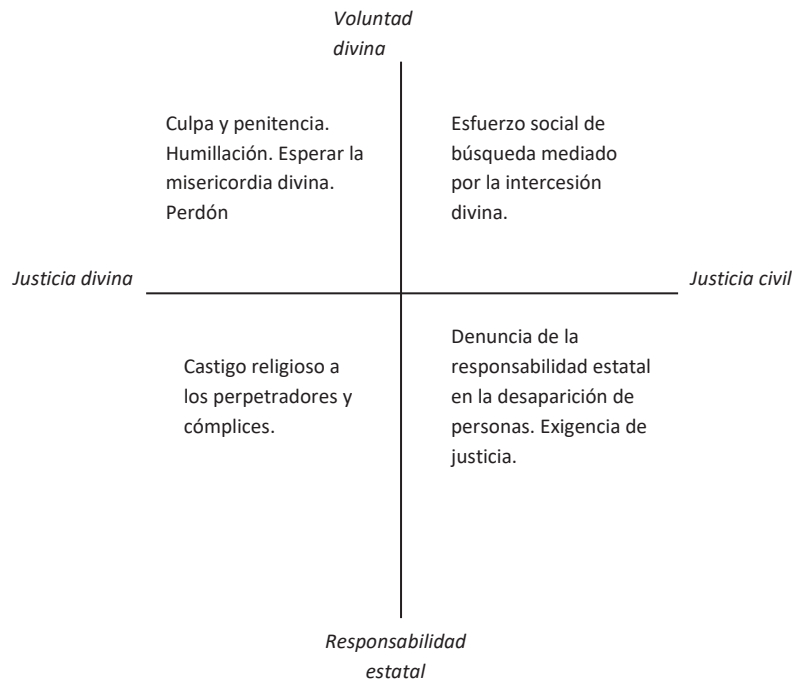 Voluntad
divina
Culpa y penitencia.
Humillación. Esperar la
misericordia divina.
Perdón
Esfuerzo social de
búsqueda mediado
por la intercesión
divina.
Justicia divina
Justicia civil
Castigo religioso a
los perpetradores y
cómplices.
Denuncia de la
responsabilidad estatal
en la desaparición de
personas. Exigencia de
justicia.
Responsabilidad
estatal